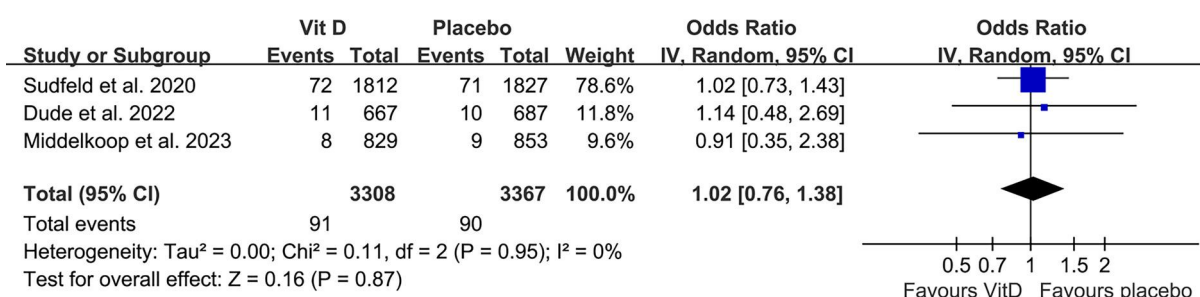 Vit D Placebo Odds Ratio Odds Ratio
Study or Subgroup Events Total Events Total Weight IV, Random, 95% CI IV, Random, 95% CI
Sudfeld et al. 2020 72 1812 71 1827 78.6% 1.02 [0.73, 1.43]
Dude et al. 2022 11 667 10 687 11.8% 1.14 [0.48, 2.69]
Middelkoop et al. 2023 8 829 9 853 9.6% 0.91 [0.35, 2.38]
Total (95% CI) 3308 3367 100.0% 1.02 [0.76, 1.38]
Total events 91 90
Heterogeneity: Tau² = 0.00; Chi² = 0.11, df = 2 (P = 0.95); I² = 0%
Test for overall effect: Z = 0.16 (P = 0.87)
0.5 0.7 1 1.5 2
Favours VitD Favours placebo